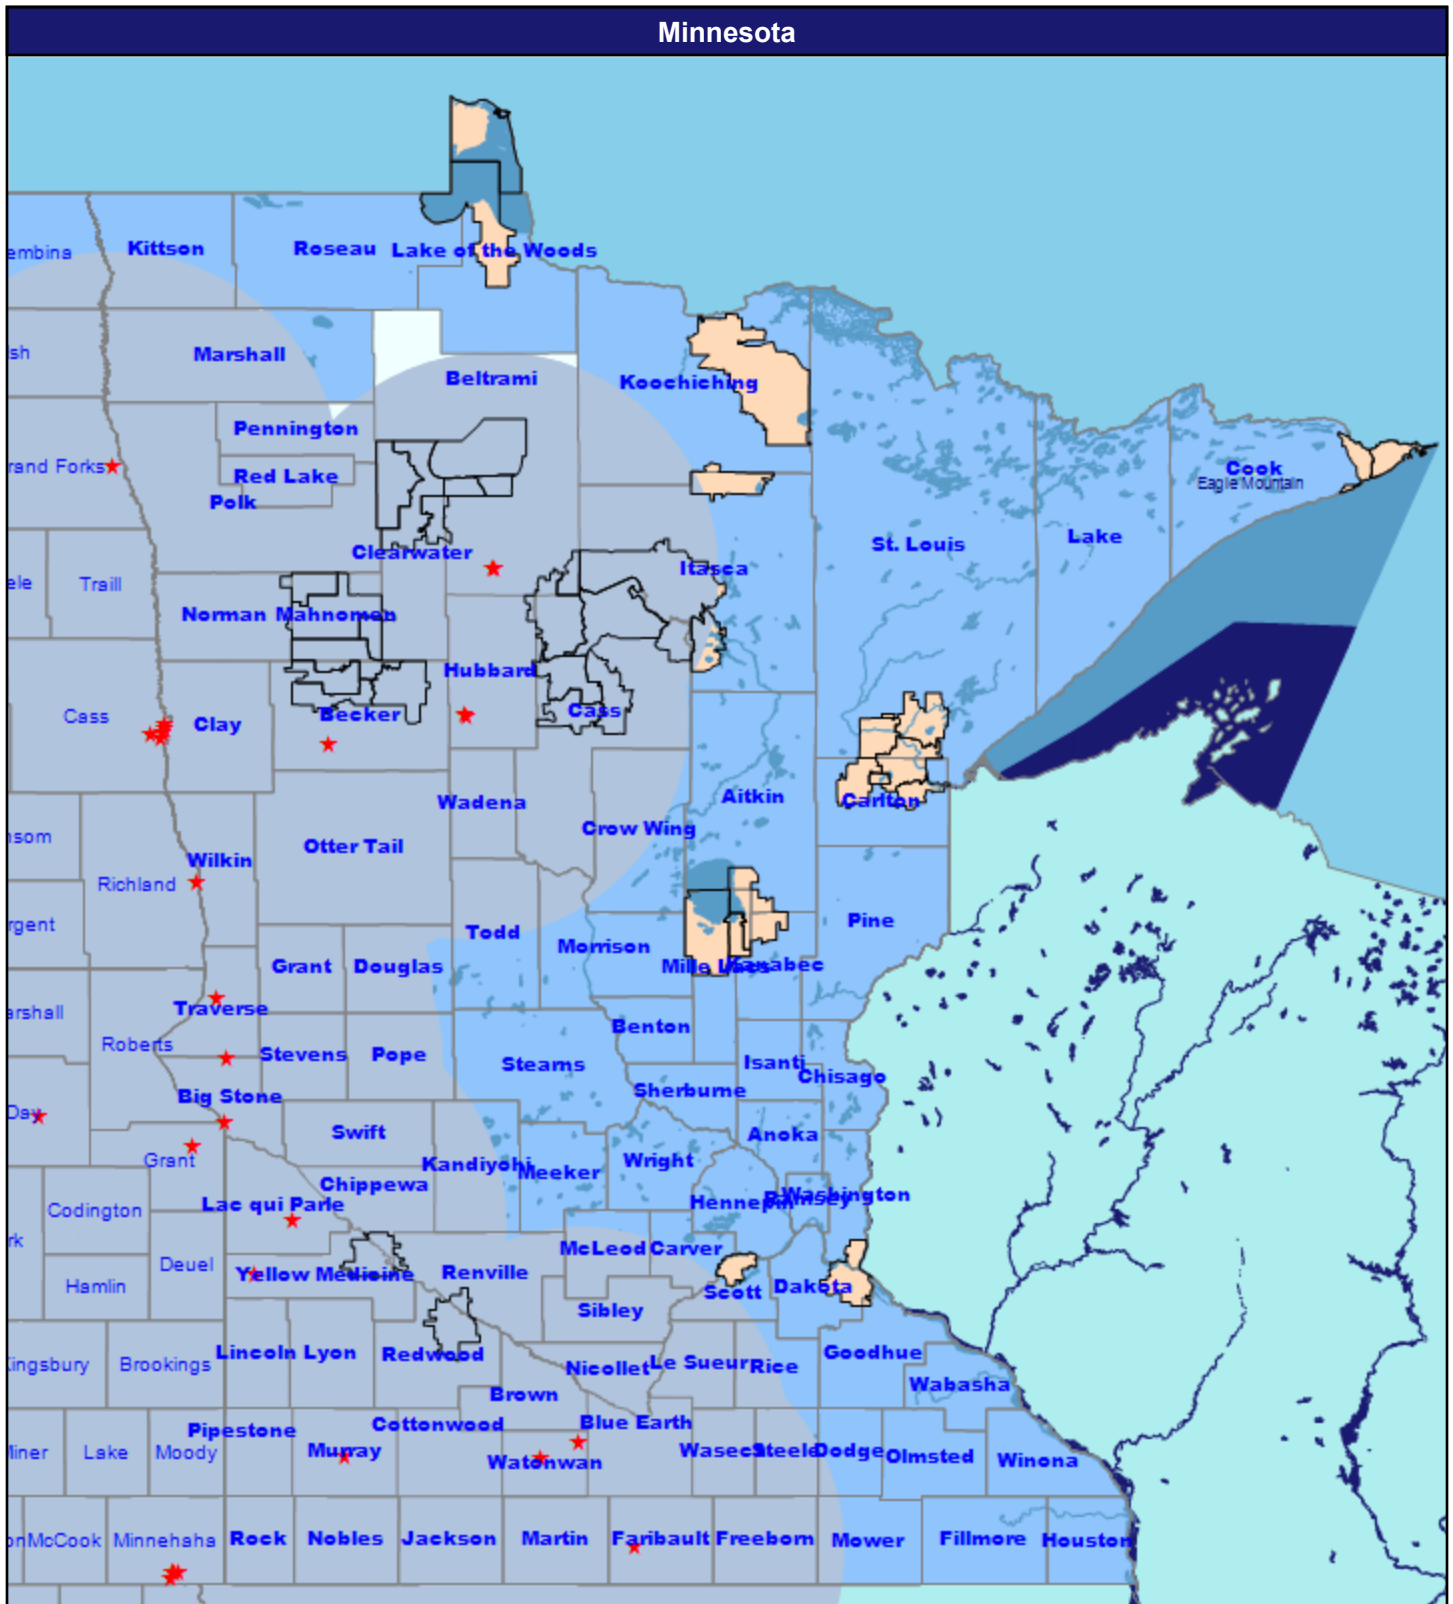 Minnesota
embina
Kittson
Roseau
Lake of the Woods
sh
Marshall
Beltrami
Koochiching
Pennington
rand Forks
Red Lake
Polk
Cook
Eagle Mountain
Clearwater
St. Louis
Lake
Itasca
ele
Traill
Norman
Mahnomen
Hubbard
Cass
Clay
Becker
Cass
Wadena
Aitkin
Carlton
Crow Wing
nsom
Otter Tail
Wilkin
Richland
rgent
Todd
Morrison
Pine
Grant
Douglas
Mille Lacs
Kanabec
arshall
Traverse
Benton
Roberts
Stevens
Pope
Stearns
Isanti
Chisago
Big Stone
Sherburne
Day
Swift
Anoka
Grant
Kandiyohi
Meeker
Wright
Chippewa
Codington
Lac qui Parle
Hennepin
Ramsey
Washington
rk
McLeod
Carver
Deuel
Yellow Medicine
Renville
Hamlin
Scott
Dakota
Sibley
Kingsbury
Brookings
Lincoln
Lyon
Redwood
Nicollet
Le Sueur
Rice
Goodhue
Wabasha
Brown
Pipestone
Cottonwood
Blue Earth
Miner
Lake
Moody
Murray
Watonwan
Waseca
Steele
Dodge
Olmsted
Winona
on
McCook
Minnehaha
Rock
Nobles
Jackson
Martin
Faribault
Freeborn
Mower
Fillmore
Houston